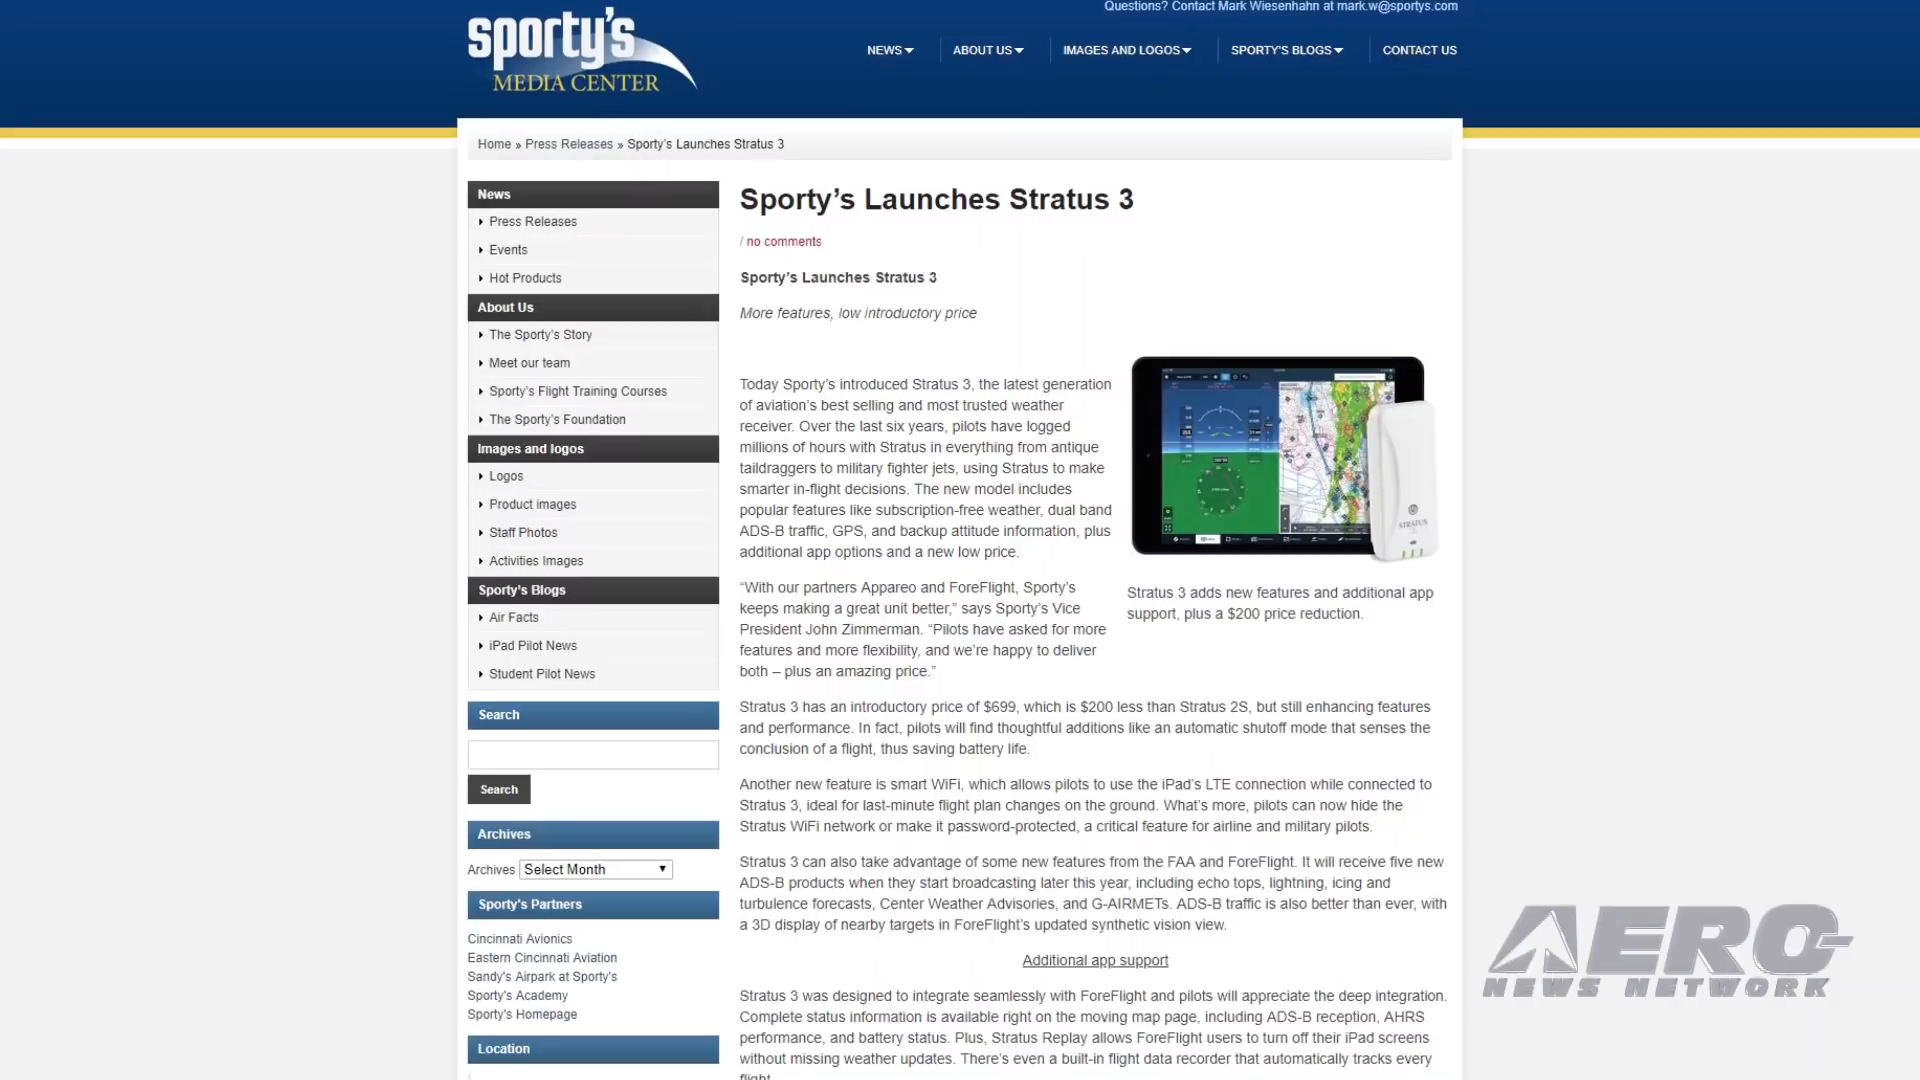 Questions? Contact Mark Wiesenhahn at mark.w@sportys.com
sporty's
MEDIA CENTER
NEWS
ABOUT US
IMAGES AND LOGOS
SPORTY'S BLOGS
CONTACT US
Home » Press Releases » Sporty's Launches Stratus 3
News
Press Releases
Events
Hot Products
About Us
The Sporty's Story
Meet our team
Sporty's Flight Training Courses
The Sporty's Foundation
Images and logos
Logos
Product images
Staff Photos
Activities Images
Sporty's Blogs
Air Facts
iPad Pilot News
Student Pilot News
Search
Search
Archives
Archives Select Month
Sporty's Partners
Cincinnati Avionics
Eastern Cincinnati Aviation
Sandy's Airpark at Sporty's
Sporty's Academy
Sporty's Homepage
Location
Sporty's Launches Stratus 3
/ no comments
Sporty's Launches Stratus 3
More features, low introductory price
Today Sporty's introduced Stratus 3, the latest generation
of aviation's best selling and most trusted weather
receiver. Over the last six years, pilots have logged
millions of hours with Stratus in everything from antique
taildraggers to military fighter jets, using Stratus to make
smarter in-flight decisions. The new model includes
popular features like subscription-free weather, dual band
ADS-B traffic, GPS, and backup attitude information, plus
additional app options and a new low price.
STRATUS
Stratus 3 adds new features and additional app
support, plus a $200 price reduction.
“With our partners Appareo and ForeFlight, Sporty's
keeps making a great unit better,” says Sporty's Vice
President John Zimmerman. “Pilots have asked for more
features and more flexibility, and we're happy to deliver
both – plus an amazing price.”
Stratus 3 has an introductory price of $699, which is $200 less than Stratus 2S, but still enhancing features
and performance. In fact, pilots will find thoughtful additions like an automatic shutoff mode that senses the
conclusion of a flight, thus saving battery life.
Another new feature is smart WiFi, which allows pilots to use the iPad's LTE connection while connected to
Stratus 3, ideal for last-minute flight plan changes on the ground. What's more, pilots can now hide the
Stratus WiFi network or make it password-protected, a critical feature for airline and military pilots.
Stratus 3 can also take advantage of some new features from the FAA and ForeFlight. It will receive five new
ADS-B products when they start broadcasting later this year, including echo tops, lightning, icing and
turbulence forecasts, Center Weather Advisories, and G-AIRMETs. ADS-B traffic is also better than ever, with
a 3D display of nearby targets in ForeFlight's updated synthetic vision view.
Additional app support
Stratus 3 was designed to integrate seamlessly with ForeFlight and pilots will appreciate the deep integration.
Complete status information is available right on the moving map page, including ADS-B reception, AHRS
performance, and battery status. Plus, Stratus Replay allows ForeFlight users to turn off their iPad screens
without missing weather updates. There's even a built-in flight data recorder that automatically tracks every
flight.
AERO-
NEWS NETWORK